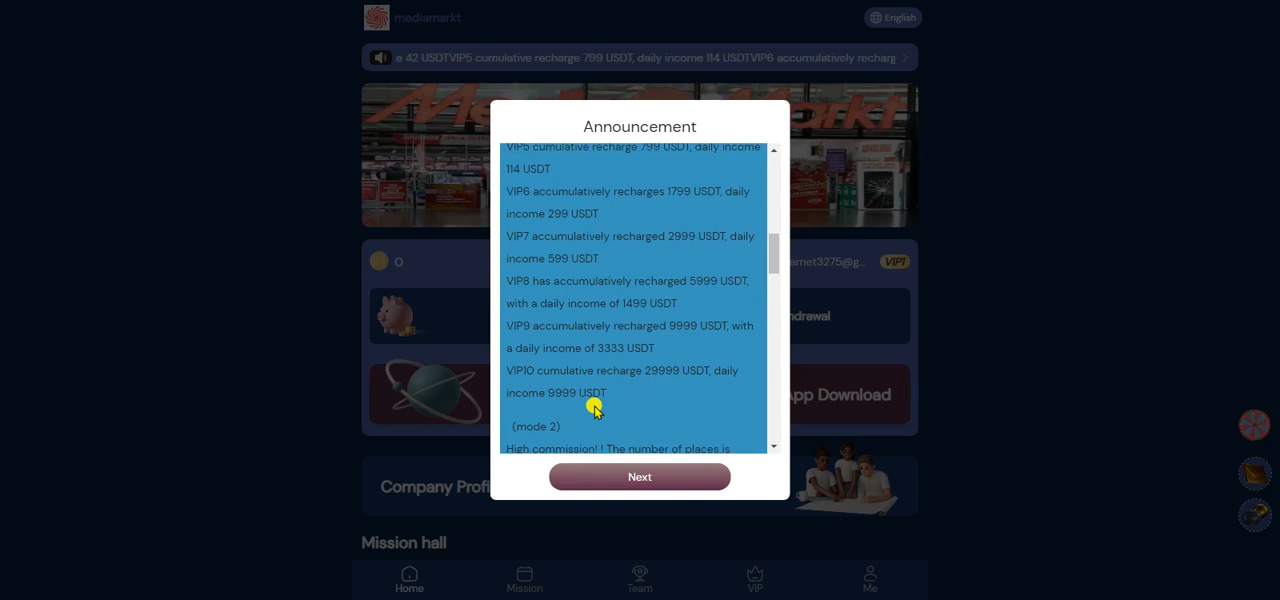 mediamarkt
English
e 42 USDTVIP5 cumulative recharge 799 USDT, daily income 114 USDTVIP6 accumulatively recharg
Announcement
VIP5 cumulative recharge 799 USDT, daily income
114 USDT
VIP6 accumulatively recharges 1799 USDT, daily
income 299 USDT
VIP7 accumulatively recharged 2999 USDT, daily
income 599 USDT
VIP8 has accumulatively recharged 5999 USDT,
with a daily income of 1499 USDT
VIP9 accumulatively recharged 9999 USDT, with
a daily income of 3333 USDT
VIP10 cumulative recharge 29999 USDT, daily
income 9999 USDT
(mode 2)
High commission! ! The number of places is
Next
0
ernet3275@g...
VIP1
drawal
App Download
Company Profi
Mission hall
Home
Mission
Team
VIP
Me